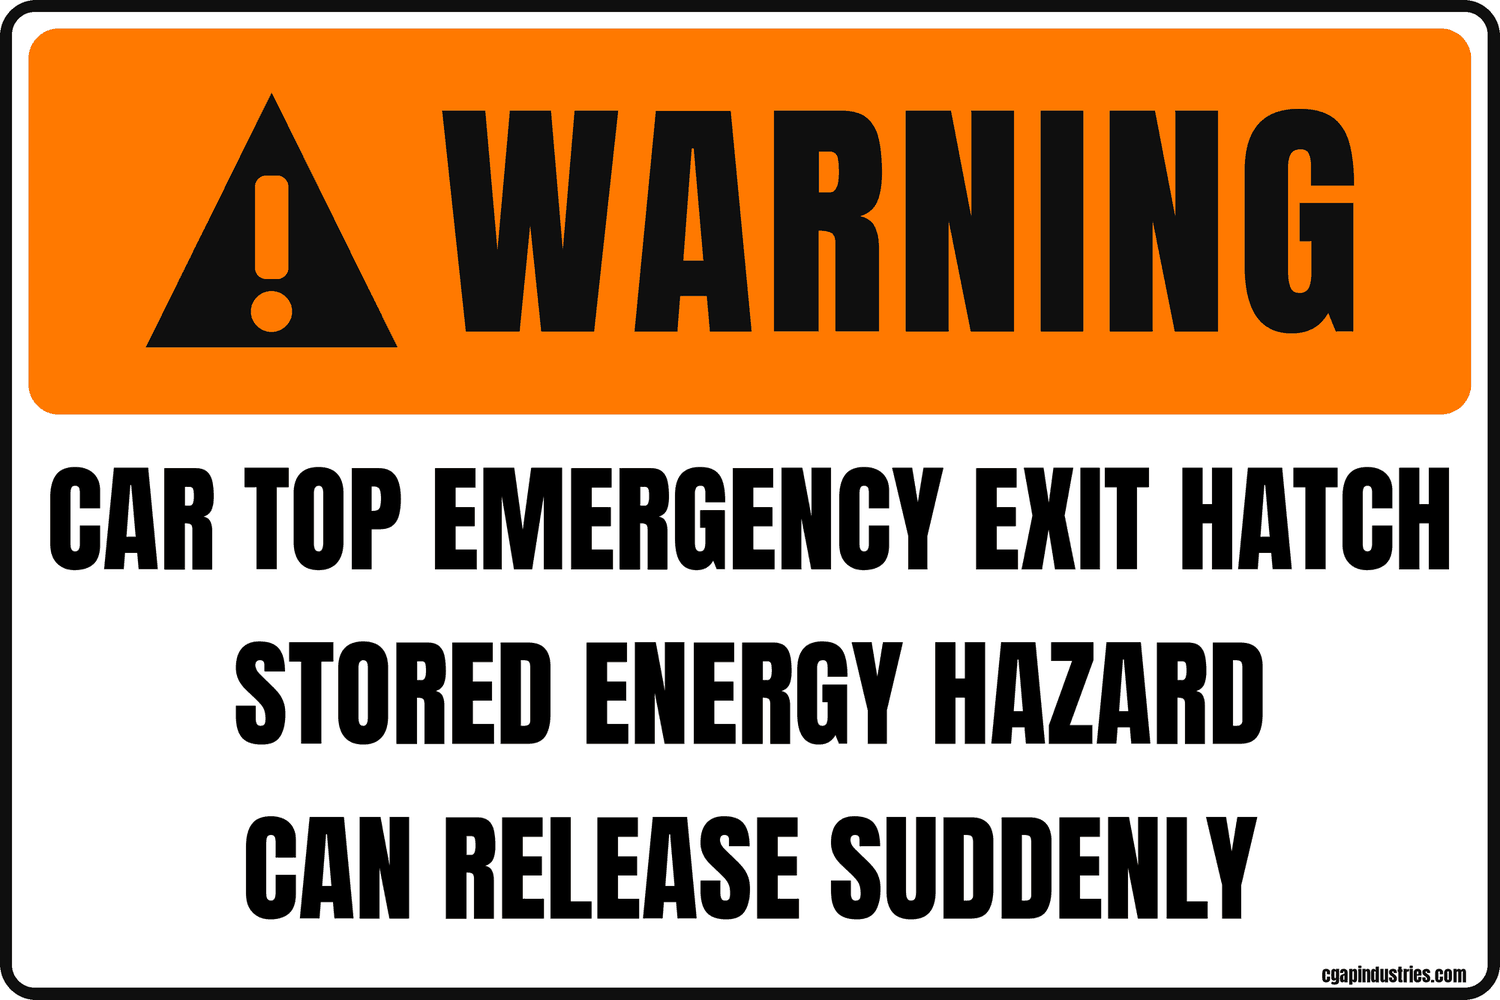 WARNING
CAR TOP EMERGENCY EXIT HATCH
STORED ENERGY HAZARD
CAN RELEASE SUDDENLY
cgapindustries.com